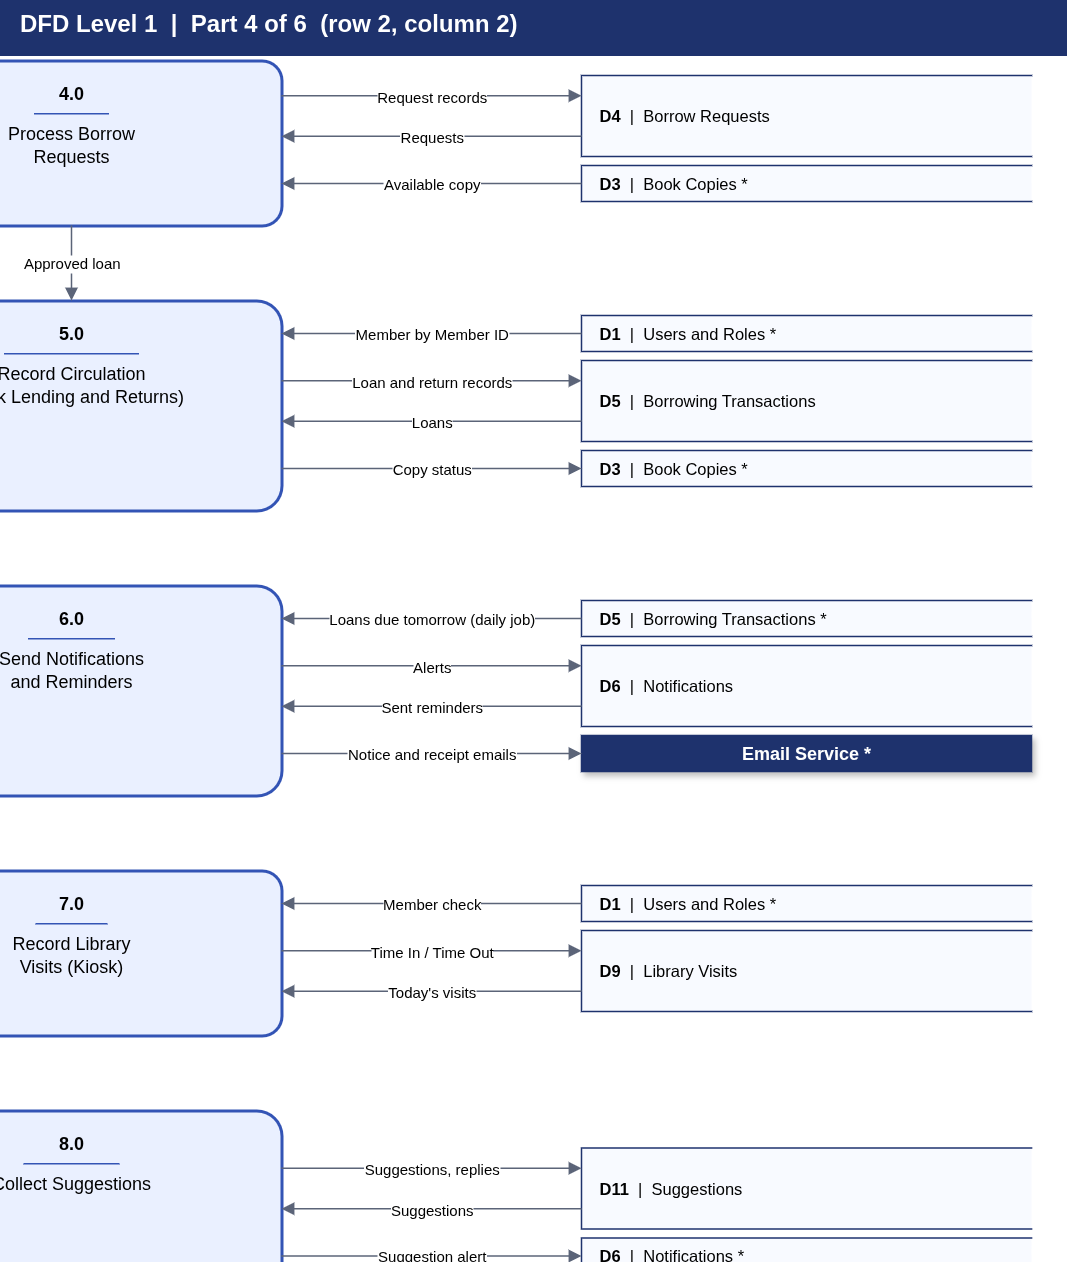 DFD Level 1 | Part 4 of 6 (row 2, column 2)
4.0
Process Borrow
Requests
Request records
Requests
Available copy
D4 | Borrow Requests
D3 | Book Copies *
Approved loan
5.0
Record Circulation
k Lending and Returns)
Member by Member ID
Loan and return records
Loans
Copy status
D1 | Users and Roles *
D5 | Borrowing Transactions
D3 | Book Copies *
6.0
Send Notifications
and Reminders
Loans due tomorrow (daily job)
Alerts
Sent reminders
Notice and receipt emails
D5 | Borrowing Transactions *
D6 | Notifications
Email Service *
7.0
Record Library
Visits (Kiosk)
Member check
Time In / Time Out
Today's visits
D1 | Users and Roles *
D9 | Library Visits
8.0
Collect Suggestions
Suggestions, replies
Suggestions
Suggestion alert
D11 | Suggestions
D6 | Notifications *